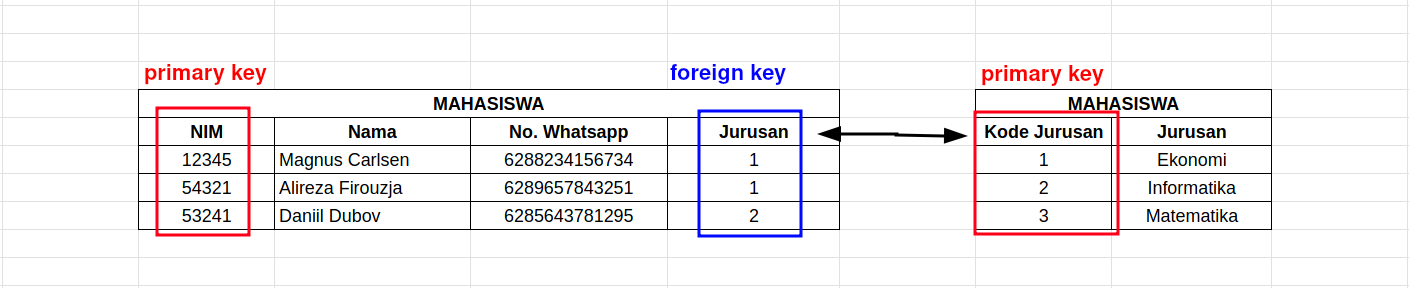 primary key foreign key primary key
MAHASISWA MAHASISWA
NIM Nama No. Whatsapp Jurusan Kode Jurusan Jurusan
12345 Magnus Carlsen 6288234156734 1 1 Ekonomi
54321 Alireza Firouzja 6289657843251 1 2 Informatika
53241 Daniil Dubov 6285643781295 2 3 Matematika